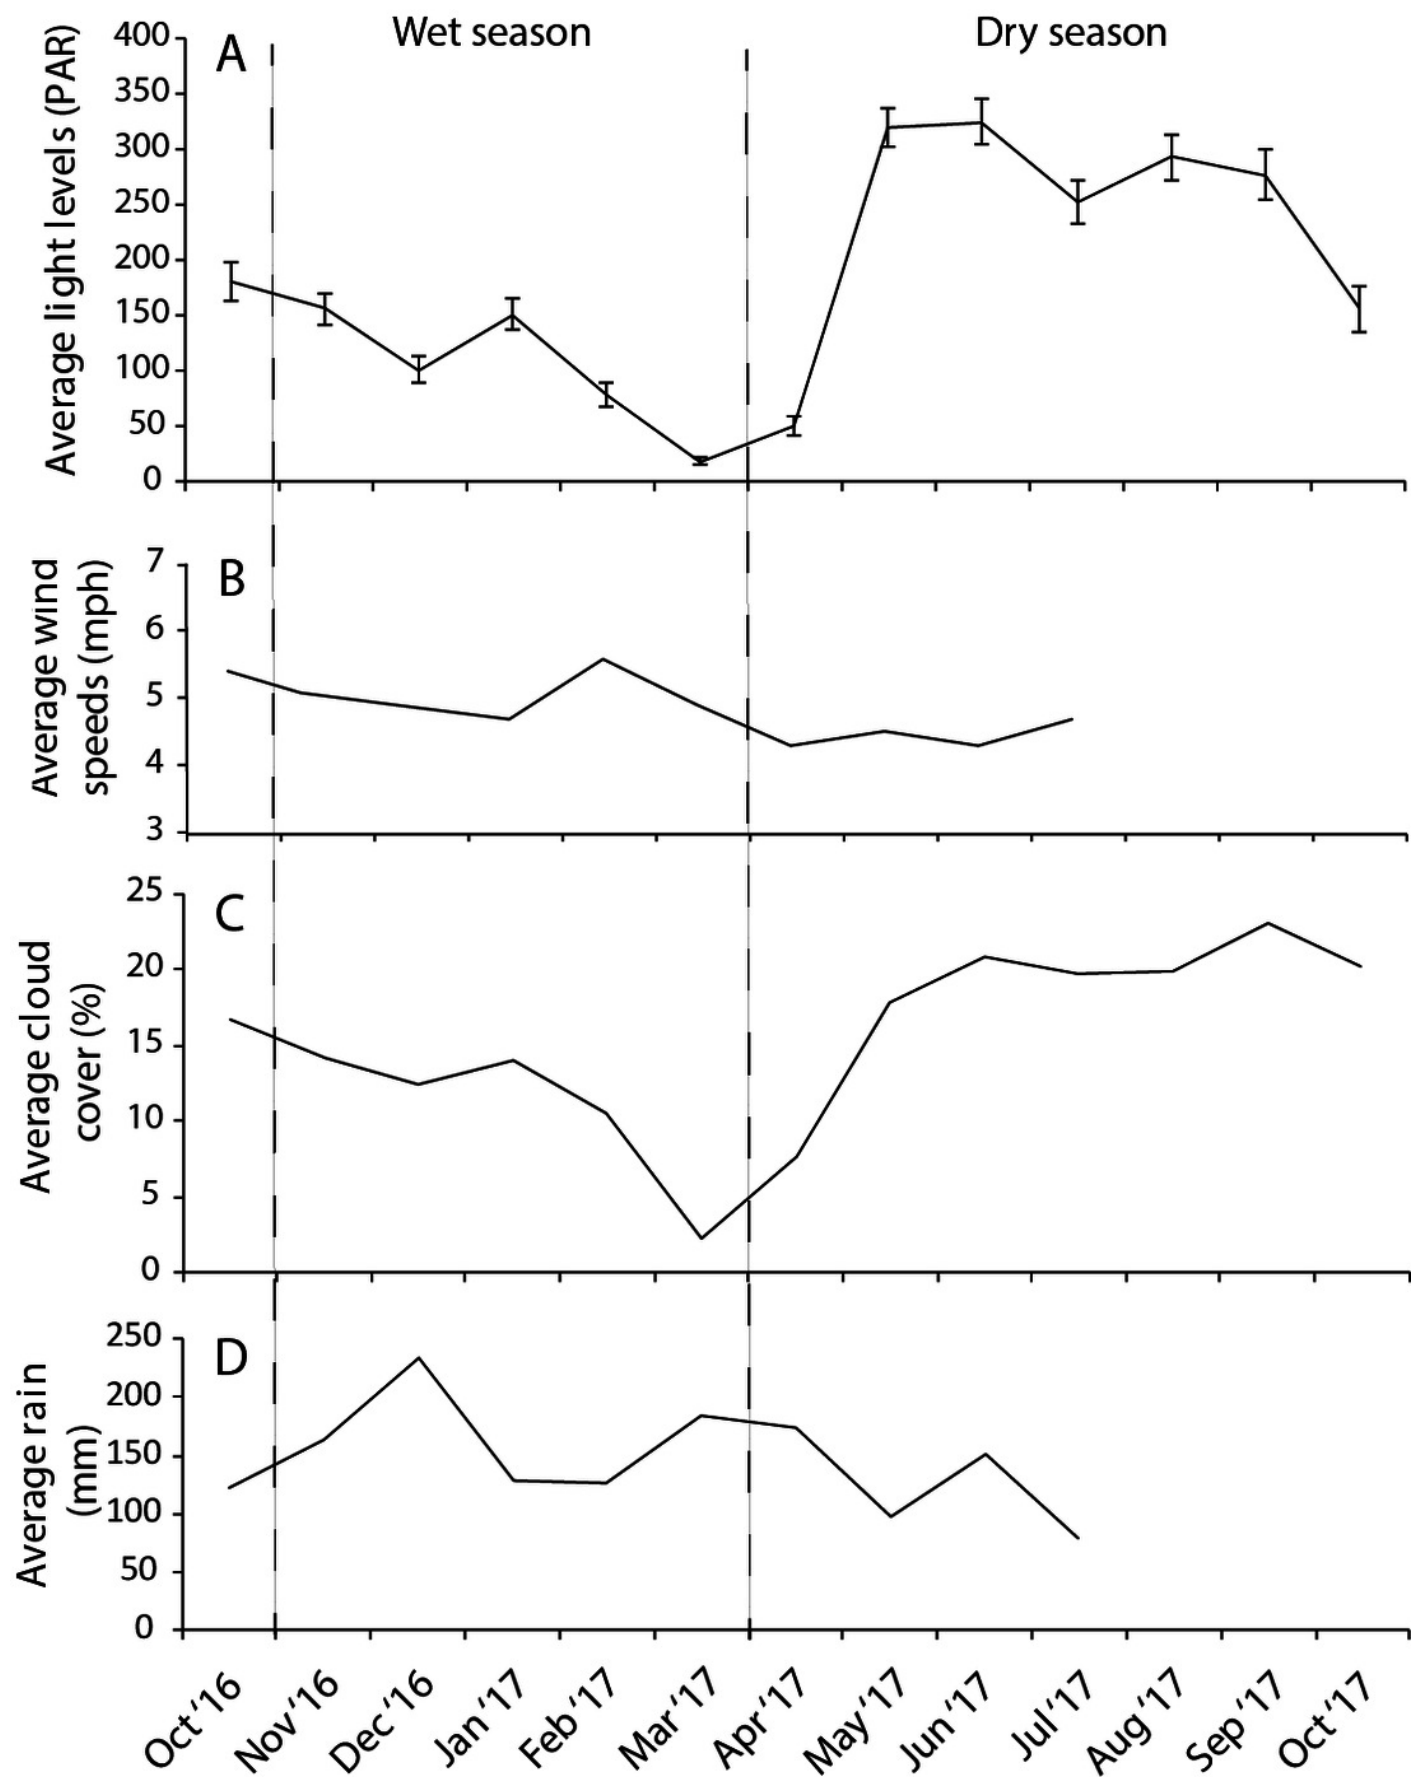 Wet season
Dry season
A
Average light levels (PAR)
400
350
300
250
200
150
100
50
0
B
Average wind
speeds (mph)
7
6
5
4
3
C
Average cloud
cover (%)
25
20
15
10
5
0
D
Average rain
(mm)
250
200
150
100
50
0
Oct ‘16
Nov ‘16
Dec ‘16
Jan ‘17
Feb ‘17
Mar ‘17
Apr ‘17
May ‘17
Jun ‘17
Jul ‘17
Aug ‘17
Sep ‘17
Oct ‘17